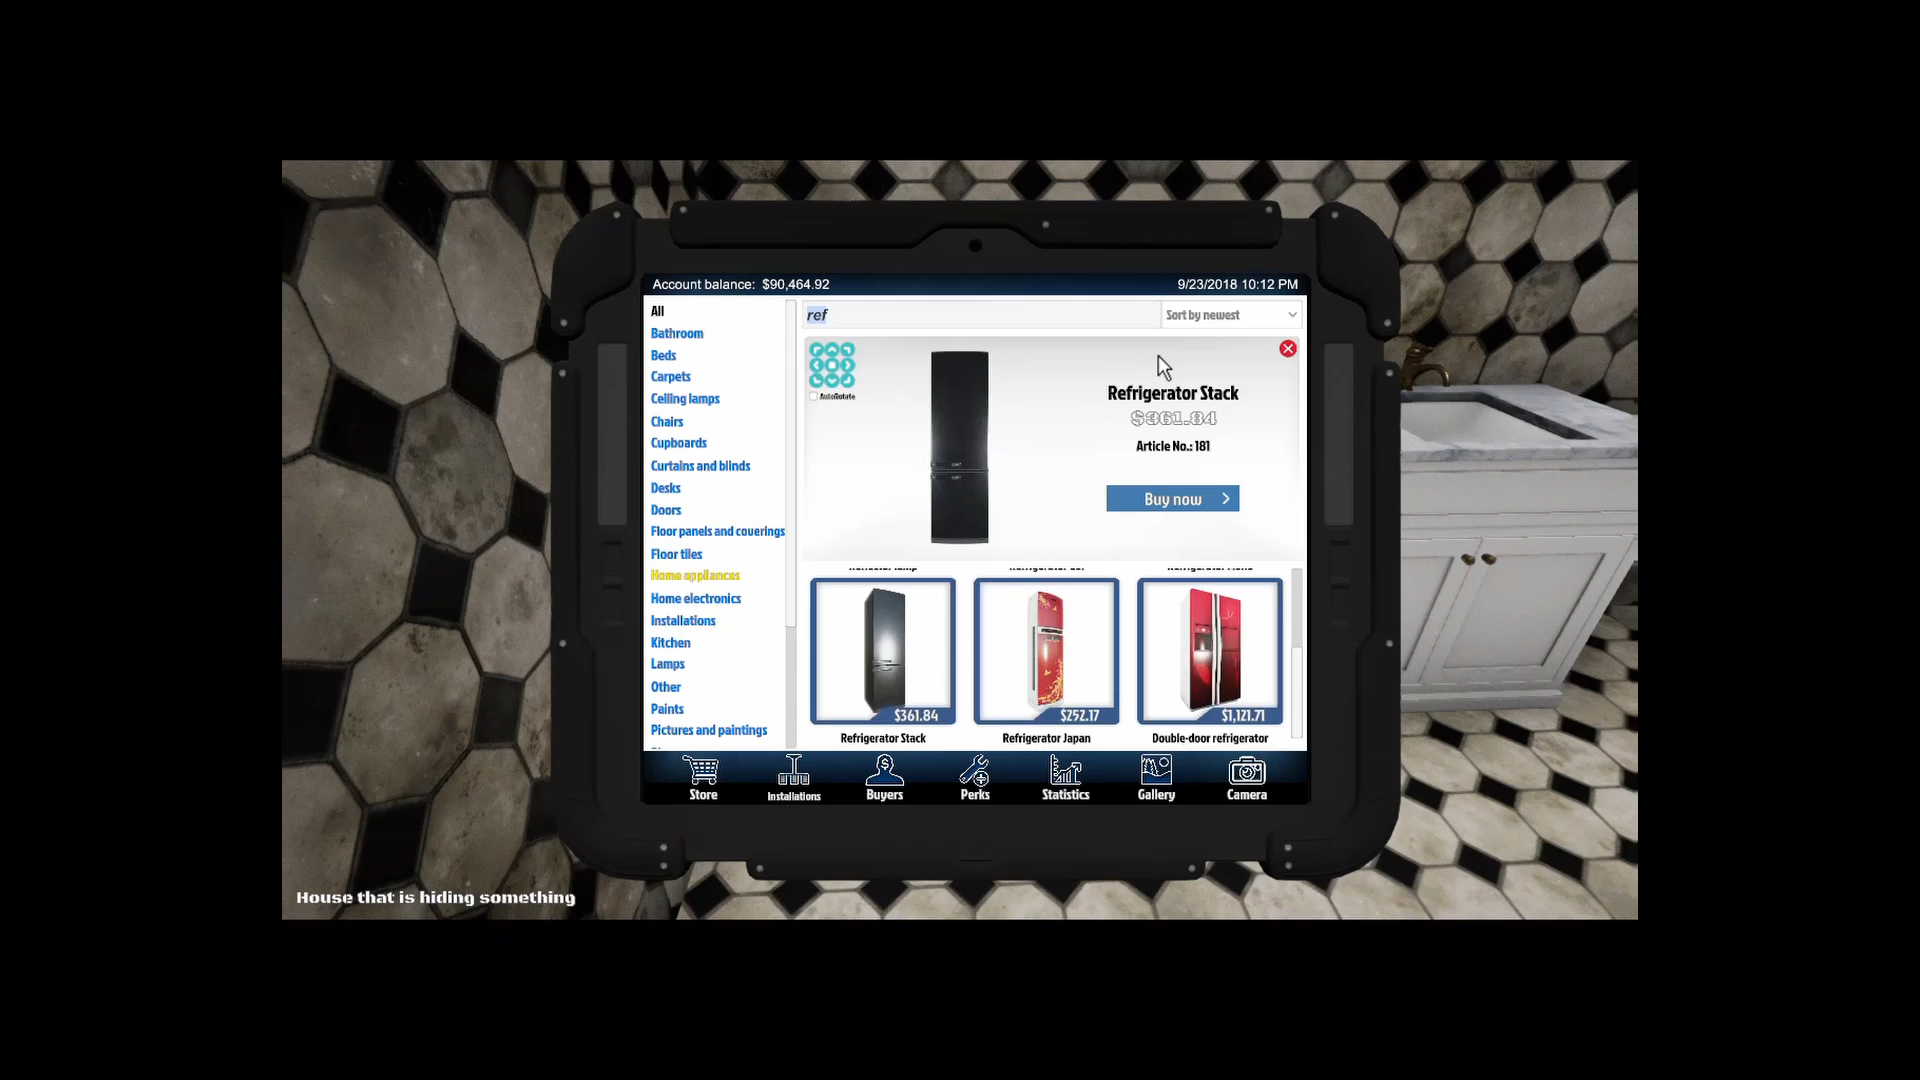 Account balance: $90,464.92
9/23/2018 10:12 PM
All
Bathroom
Beds
Carpets
Ceiling lamps
Chairs
Cupboards
Curtains and blinds
Desks
Doors
Floor panels and coverings
Floor tiles
Home appliances
Home electronics
Installations
Kitchen
Lamps
Other
Paints
Pictures and paintings
ref
Sort by newest
AutoRotate
Refrigerator Stack
$361.84
Article No.: 181
Buy now
$361.84
$252.17
$1,121.71
Refrigerator Stack
Refrigerator Japan
Double-door refrigerator
Store
Installations
Buyers
Perks
Statistics
Gallery
Camera
House that is hiding something